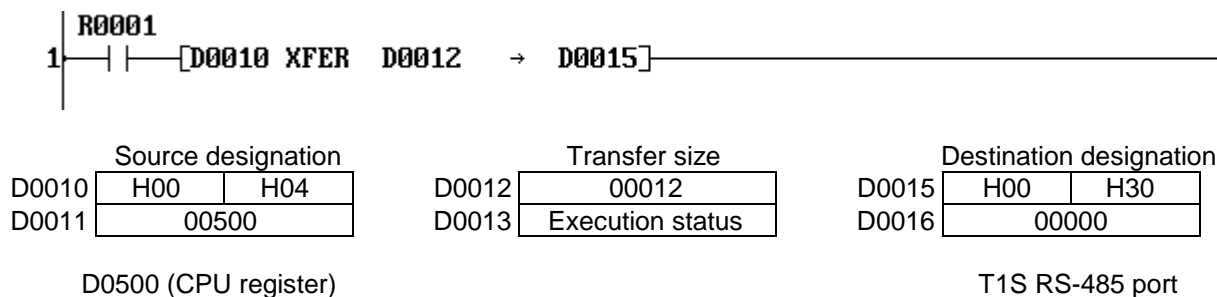 R0001
1 [D0010 XFER D0012 → D0015]
Source designation Transfer size Destination designation
D0010 H00 H04 D0012 00012 D0015 H00 H30
D0011 00500 D0013 Execution status D0016 00000
D0500 (CPU register) T1S RS-485 port